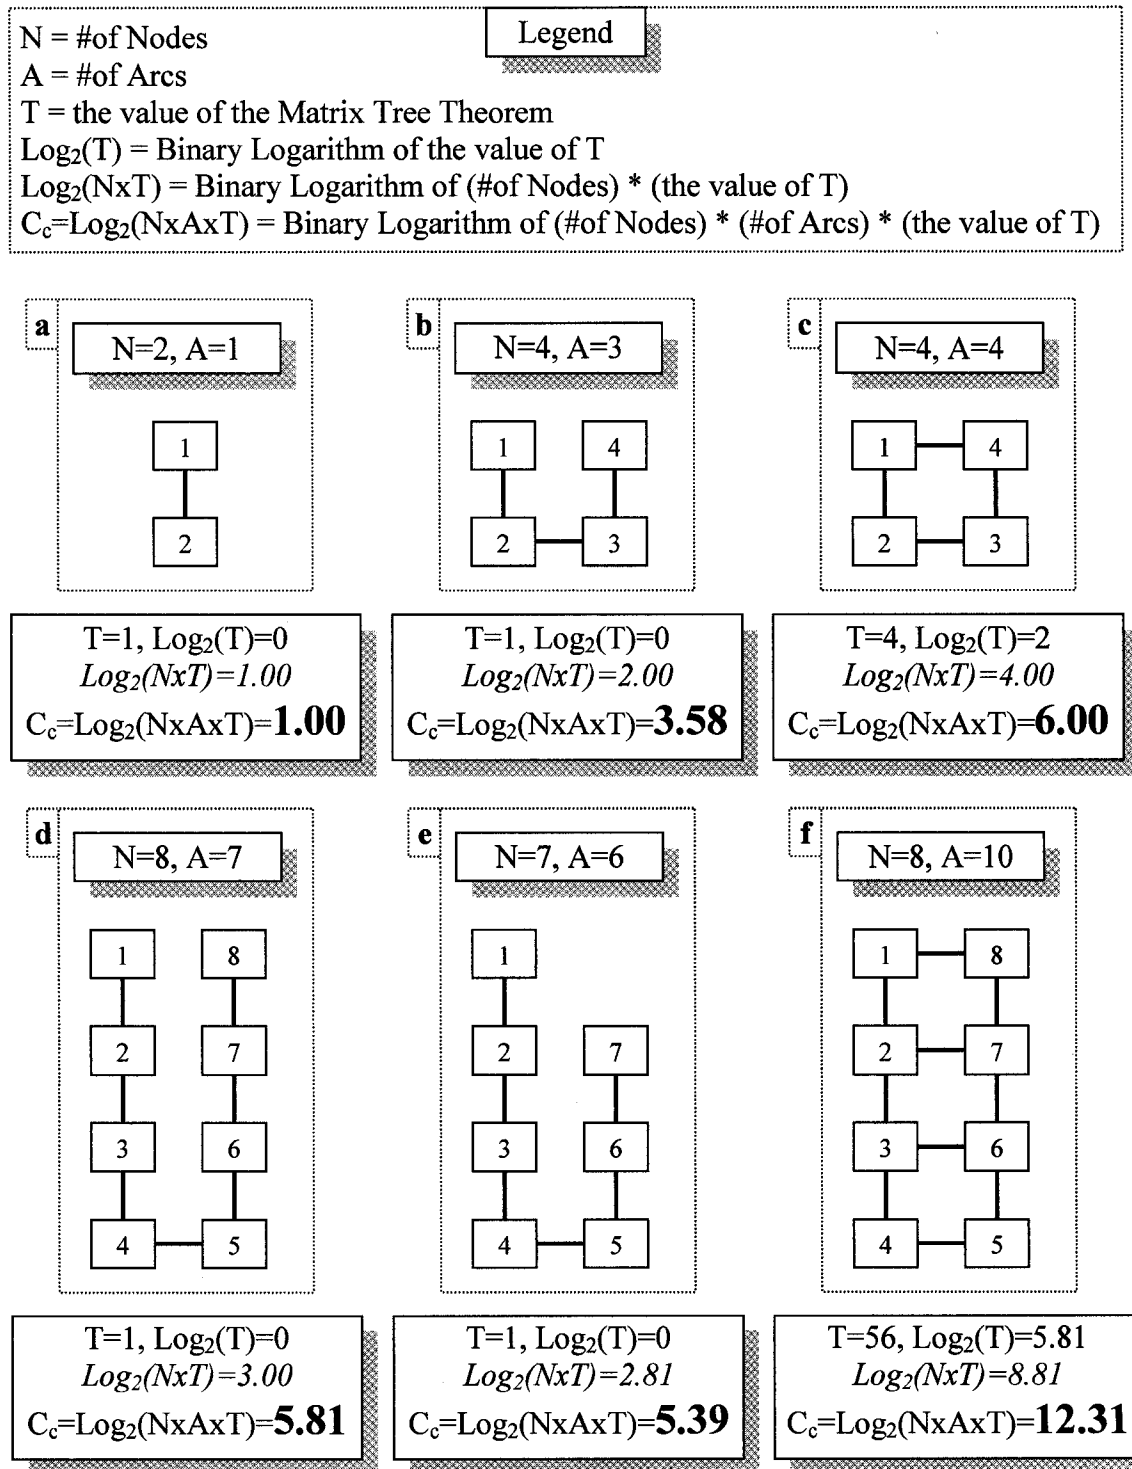 Legend
N = #of Nodes
A = #of Arcs
T = the value of the Matrix Tree Theorem
Log₂(T) = Binary Logarithm of the value of T
Log₂(NxT) = Binary Logarithm of (#of Nodes) * (the value of T)
C_c=Log₂(NxAxT) = Binary Logarithm of (#of Nodes) * (#of Arcs) * (the value of T)
a
N=2, A=1
1
2
T=1, Log₂(T)=0
Log₂(NxT)=1.00
C_c=Log₂(NxAxT)=1.00
b
N=4, A=3
1 4
2 3
T=1, Log₂(T)=0
Log₂(NxT)=2.00
C_c=Log₂(NxAxT)=3.58
c
N=4, A=4
1 4
2 3
T=4, Log₂(T)=2
Log₂(NxT)=4.00
C_c=Log₂(NxAxT)=6.00
d
N=8, A=7
1 8
2 7
3 6
4 5
T=1, Log₂(T)=0
Log₂(NxT)=3.00
C_c=Log₂(NxAxT)=5.81
e
N=7, A=6
1
2 7
3 6
4 5
T=1, Log₂(T)=0
Log₂(NxT)=2.81
C_c=Log₂(NxAxT)=5.39
f
N=8, A=10
1 8
2 7
3 6
4 5
T=56, Log₂(T)=5.81
Log₂(NxT)=8.81
C_c=Log₂(NxAxT)=12.31